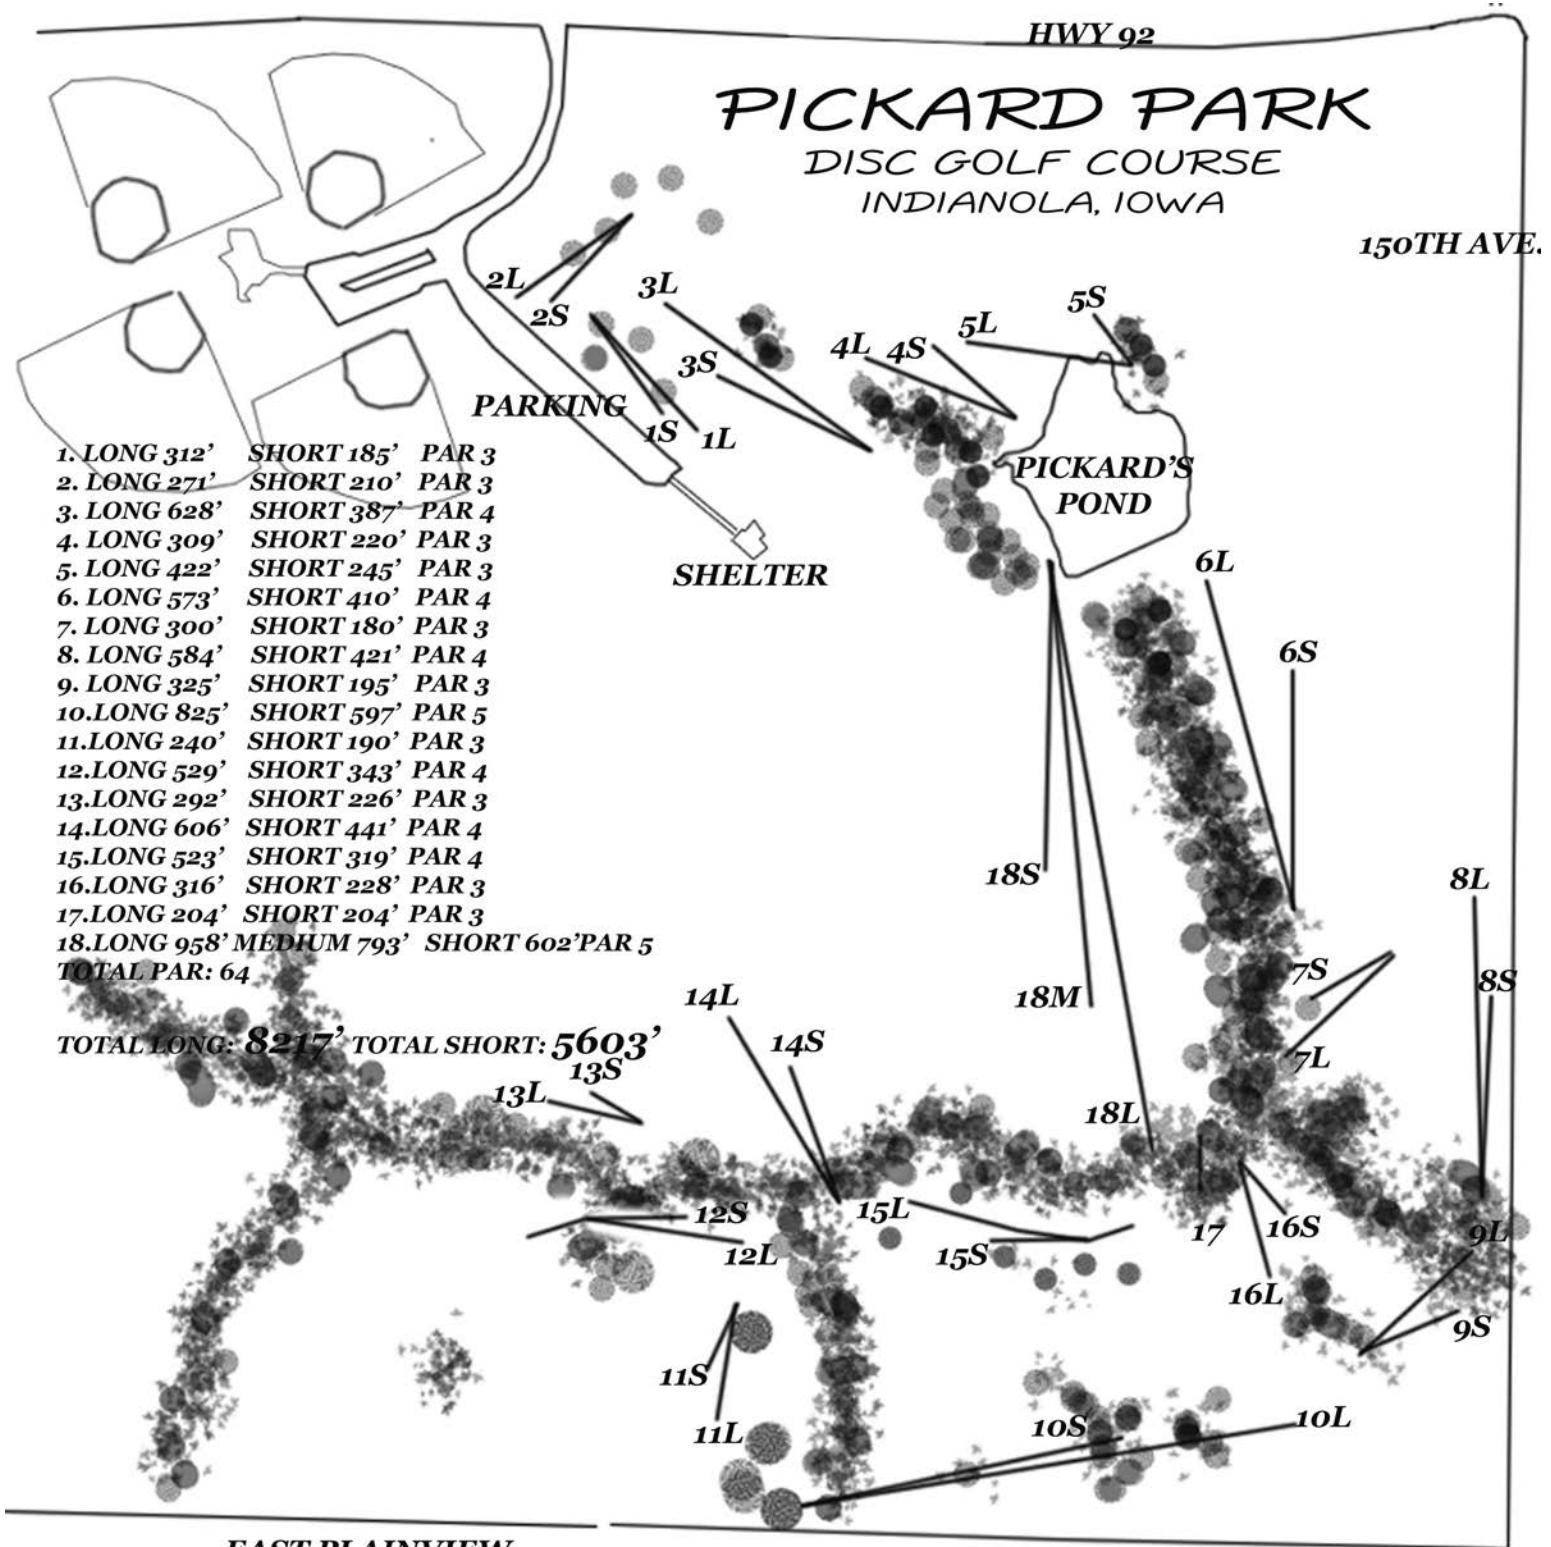 HWY 92
PICKARD PARK
DISC GOLF COURSE
INDIANOLA, IOWA
150TH AVE.
2L
2S
3L
3S
4L
4S
5L
5S
PARKING
1S
1L
PICKARD'S
POND
SHELTER
1. LONG 312' SHORT 185' PAR 3
2. LONG 271' SHORT 210' PAR 3
3. LONG 628' SHORT 387' PAR 4
4. LONG 309' SHORT 220' PAR 3
5. LONG 422' SHORT 245' PAR 3
6. LONG 573' SHORT 410' PAR 4
7. LONG 300' SHORT 180' PAR 3
8. LONG 584' SHORT 421' PAR 4
9. LONG 325' SHORT 195' PAR 3
10.LONG 825' SHORT 597' PAR 5
11.LONG 240' SHORT 190' PAR 3
12.LONG 529' SHORT 343' PAR 4
13.LONG 292' SHORT 226' PAR 3
14.LONG 606' SHORT 441' PAR 4
15.LONG 523' SHORT 319' PAR 4
16.LONG 316' SHORT 228' PAR 3
17.LONG 204' SHORT 204' PAR 3
18.LONG 958' MEDIUM 793' SHORT 602'PAR 5
TOTAL PAR: 64
TOTAL LONG: 8217' TOTAL SHORT: 5603'
6L
6S
18S
8L
7S
8S
18M
14L
14S
7L
13S
13L
18L
15L
12S
17
16S
9L
15S
12L
16L
9S
11S
10S
10L
11L
EAST PLAINVIEW